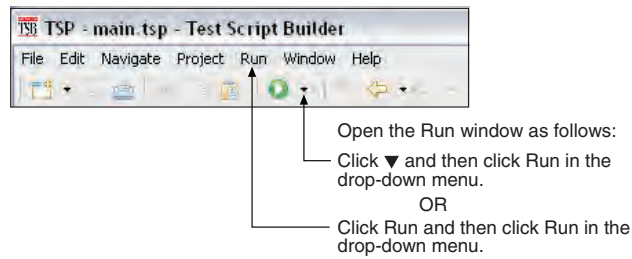 TSB TSP - main.tsp - Test Script Builder
File Edit Navigate Project Run Window Help
Open the Run window as follows:
Click ▼ and then click Run in the
drop-down menu.
OR
Click Run and then click Run in the
drop-down menu.